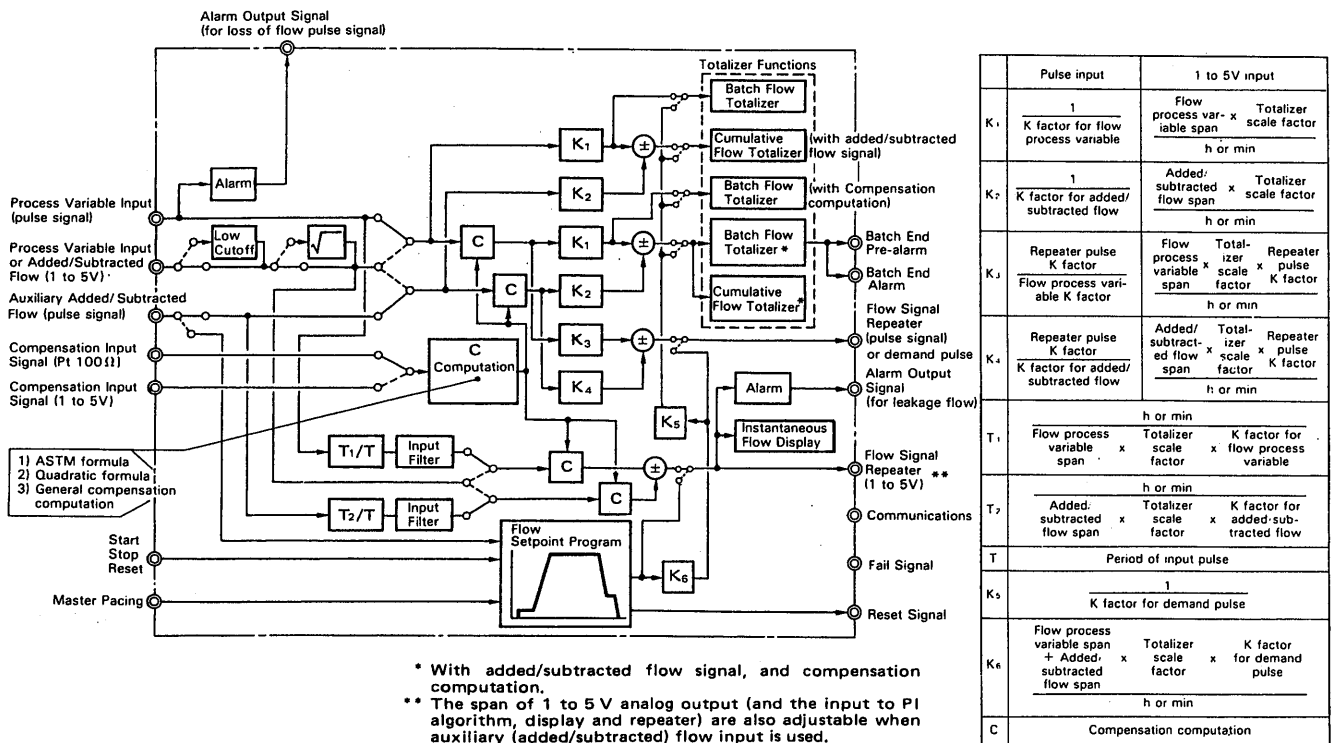 Alarm Output Signal
(for loss of flow pulse signal)
Totalizer Functions
Batch Flow
Totalizer
Cumulative
Flow Totalizer
(with added/subtracted
flow signal)
Batch Flow
Totalizer
(with Compensation
computation)
Batch Flow
Totalizer *
Cumulative
Flow Totalizer *
K₁
±
K₂
C
K₁
±
K₂
C
K₃
±
K₄
Alarm
Process Variable Input
(pulse signal)
Low
Cutoff
√
Process Variable Input
or Added/Subtracted
Flow (1 to 5V)
Auxiliary Added/Subtracted
Flow (pulse signal)
Compensation Input
Signal (Pt 100Ω)
Compensation Input
Signal (1 to 5V)
C
Computation
1) ASTM formula
2) Quadratic formula
3) General compensation
computation
T₁/T
Input
Filter
T₂/T
Input
Filter
C
C
±
K₅
Alarm
Instantaneous
Flow Display
Start
Stop
Reset
Master Pacing
Flow
Setpoint Program
K₆
Batch End
Pre-alarm
Batch End
Alarm
Flow Signal
Repeater
(pulse signal)
or demand pulse
Alarm Output
Signal
(for leakage flow)
Flow Signal
Repeater **
(1 to 5V)
Communications
Fail Signal
Reset Signal
* With added/subtracted flow signal, and compensation
computation.
** The span of 1 to 5 V analog output (and the input to PI
algorithm, display and repeater) are also adjustable when
auxiliary (added/subtracted) flow input is used.
Pulse input 1 to 5V input
K₁
1
K factor for flow
process variable
Flow
process var-
iable span
x
Totalizer
scale factor
h or min
K₂
1
K factor for added/
subtracted flow
Added/
subtracted
flow span
x
Totalizer
scale factor
h or min
K₃
Repeater pulse
K factor
Flow process vari-
able K factor
Flow
process
variable
span
x
Total-
izer
scale
factor
x
Repeater
pulse
K factor
h or min
K₄
Repeater pulse
K factor
K factor for added/
subtracted flow
Added/
subtract-
ed flow
span
x
Total-
izer
scale
factor
x
Repeater
pulse
K factor
h or min
T₁
h or min
Flow process
variable
span
x
Totalizer
scale
factor
x
K factor for
flow process
variable
T₂
h or min
Added/
subtracted
flow span
x
Totalizer
scale
factor
x
K factor for
added/sub-
tracted flow
T
Period of input pulse
K₅
1
K factor for demand pulse
K₆
Flow process
variable span
+ Added/
subtracted
flow span
x
Totalizer
scale
factor
x
K factor
for demand
pulse
h or min
C
Compensation computation